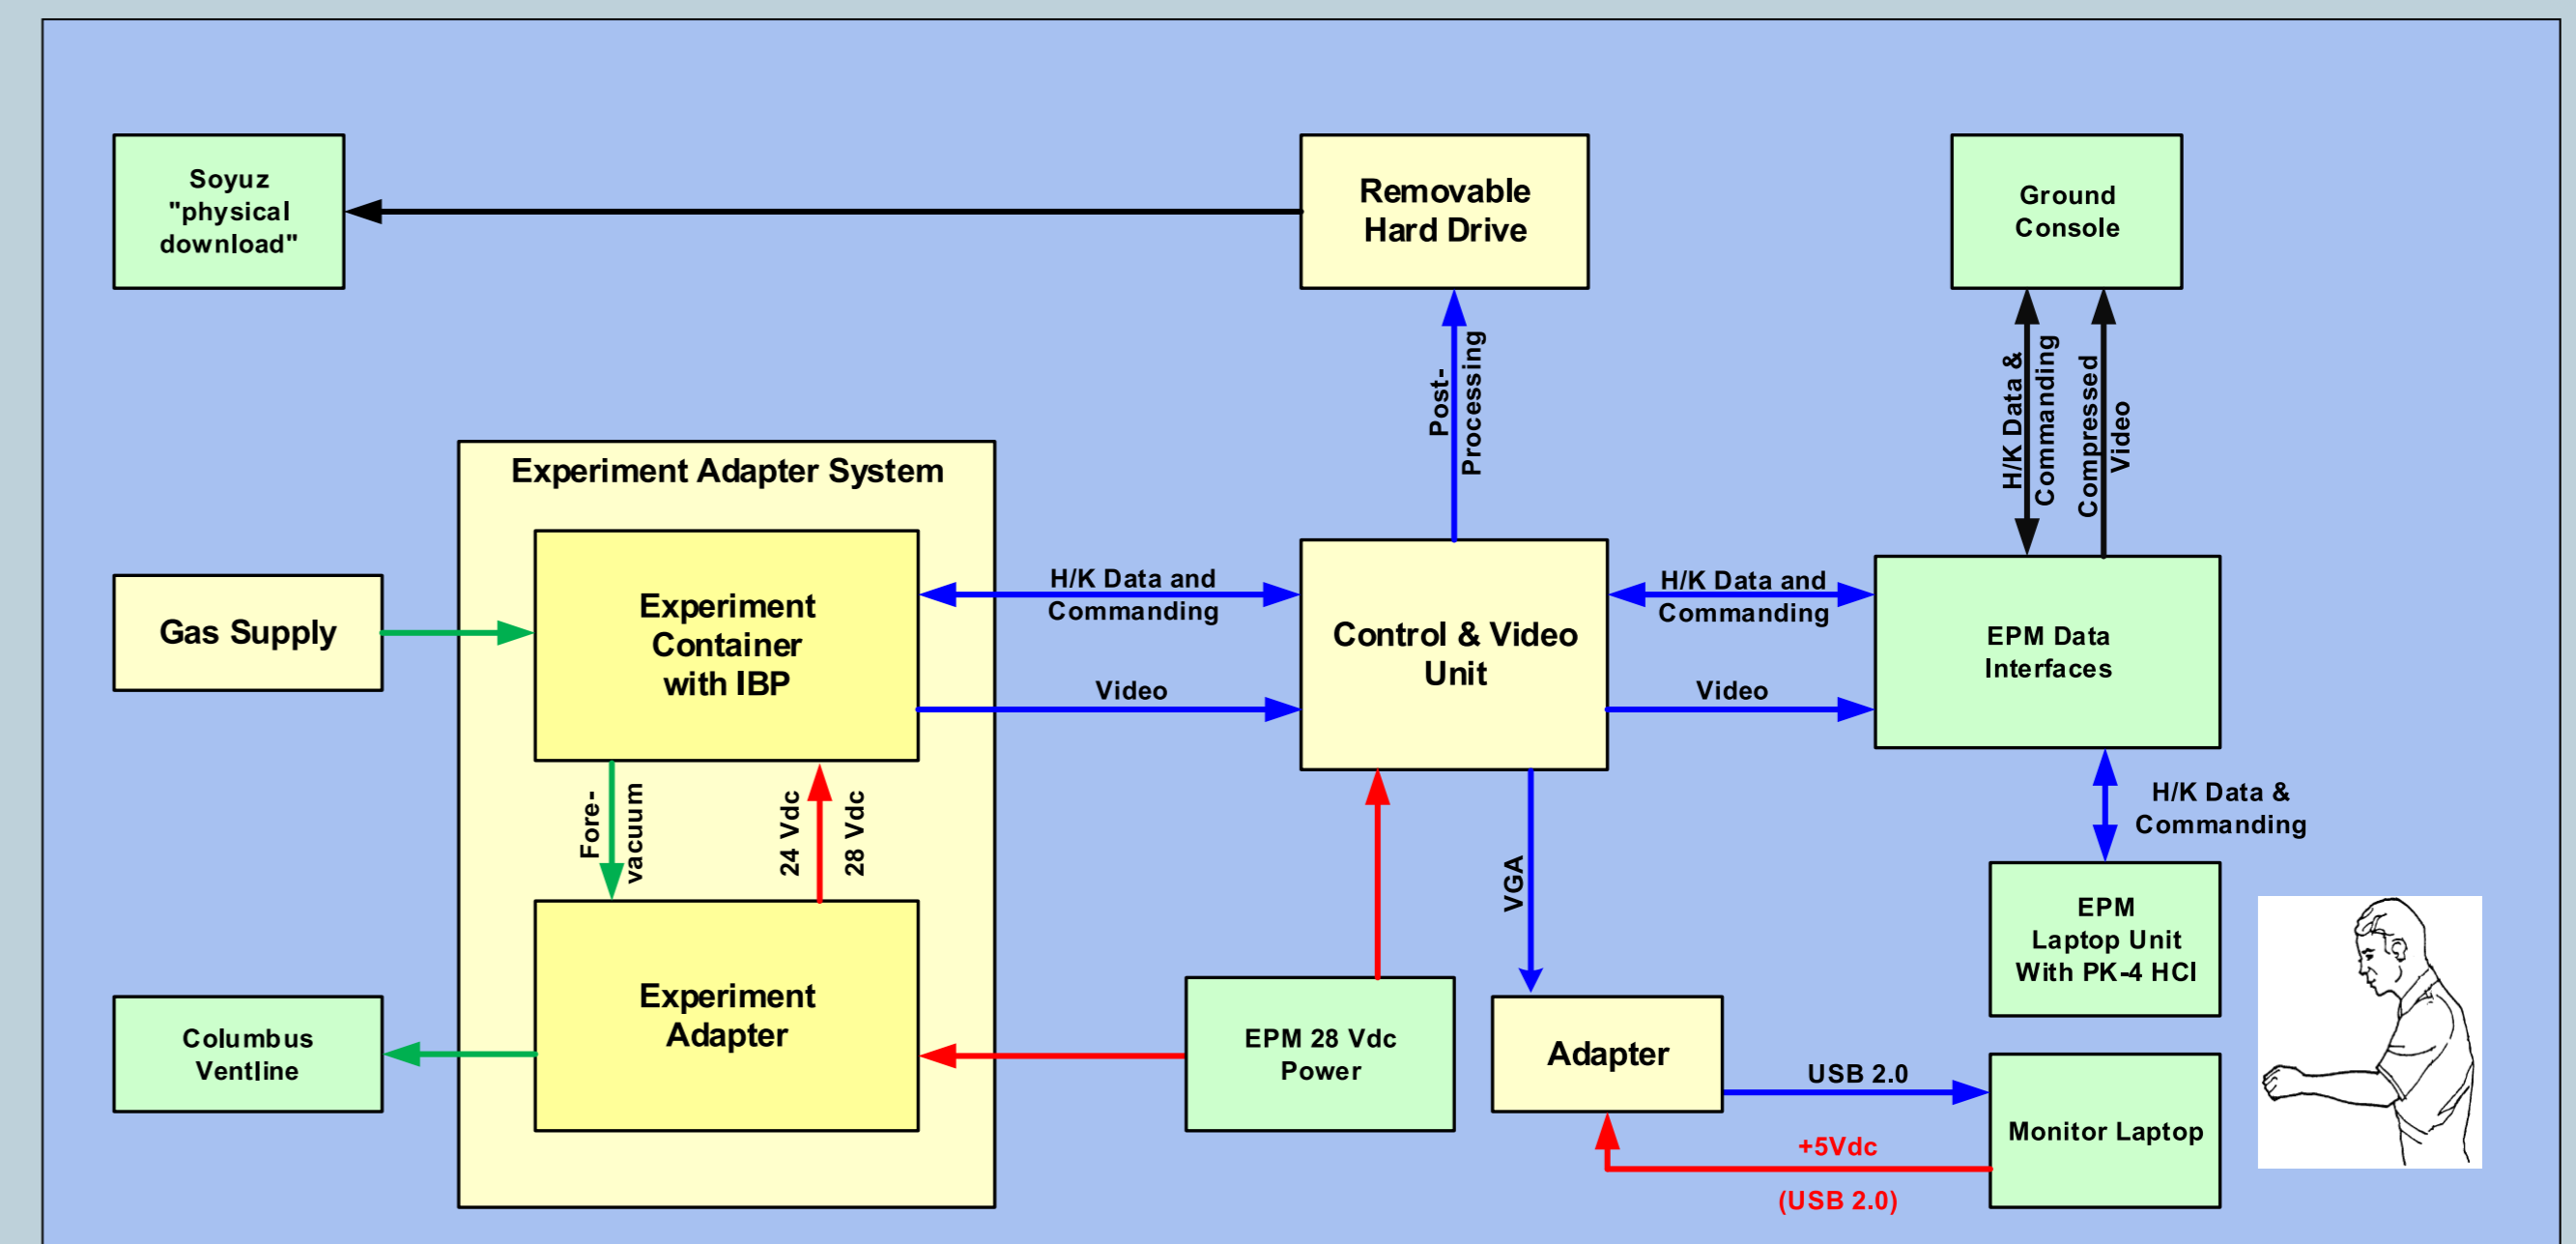 Soyuz
"physical
download"
Removable
Hard Drive
Ground
Console
Post-
Processing
H/K Data &
Commanding
Compressed
Video
Experiment Adapter System
Experiment
Container
with IBP
Gas Supply
H/K Data and
Commanding
Video
Control & Video
Unit
H/K Data and
Commanding
Video
EPM Data
Interfaces
Fore-
vacuum
24 Vdc
28 Vdc
VGA
H/K Data &
Commanding
EPM
Laptop Unit
With PK-4 HCI
Experiment
Adapter
Columbus
Ventline
EPM 28 Vdc
Power
Adapter
USB 2.0
+5Vdc
(USB 2.0)
Monitor Laptop